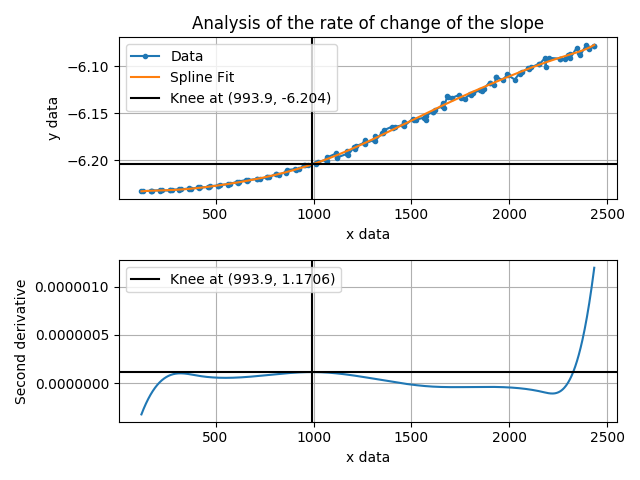 Analysis of the rate of change of the slope
Data
Spline Fit
Knee at (993.9, -6.204)
y data
−6.10
−6.15
−6.20
500
1000
1500
2000
2500
x data
Knee at (993.9, 1.1706)
Second derivative
0.0000010
0.0000005
0.0000000
500
1000
1500
2000
2500
x data